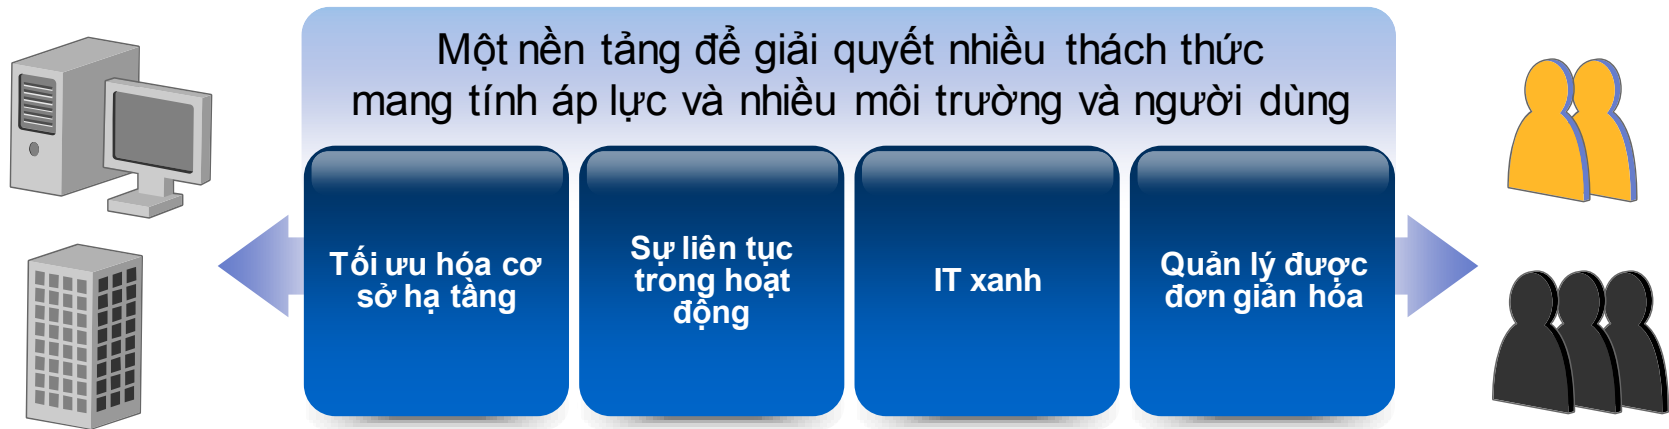 Một nền tảng để giải quyết nhiều thách thức
mang tính áp lực và nhiều môi trường và người dùng
Tối ưu hóa cơ
sở hạ tầng
Sự liên tục
trong hoạt
động
IT xanh
Quản lý được
đơn giản hóa